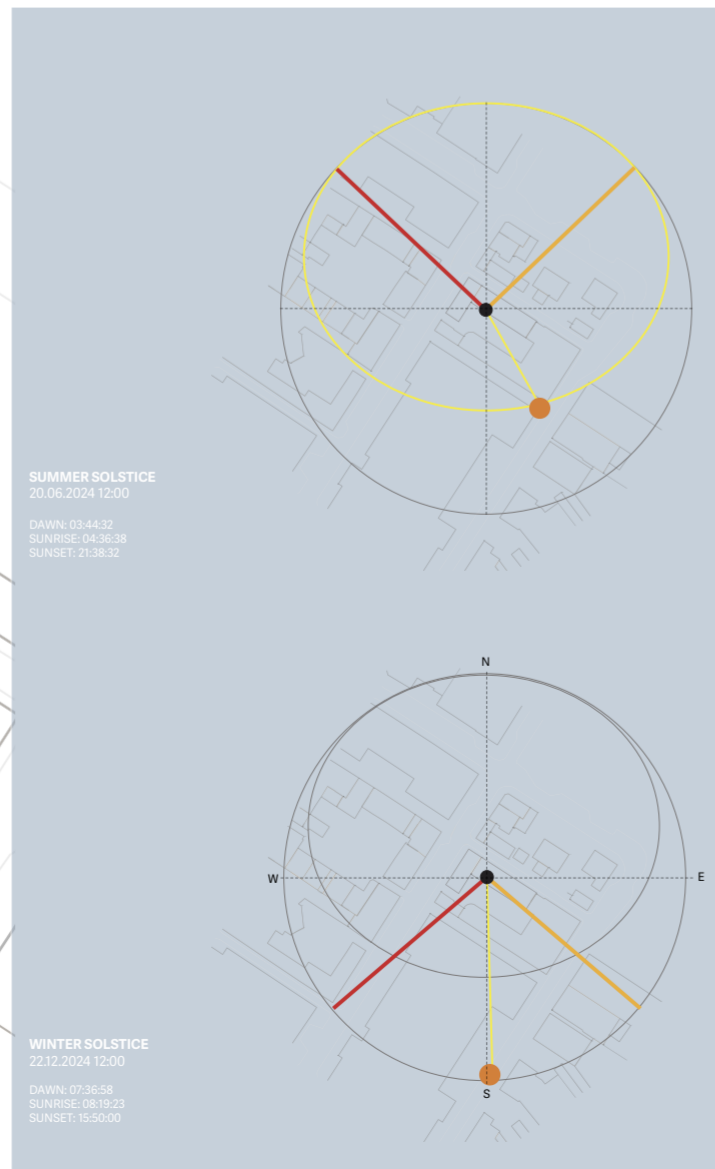 SUMMER SOLSTICE
20.06.2024 12:00
DAWN: 03:44:32
SUNRISE: 04:36:38
SUNSET: 21:38:32
N
W
E
S
WINTER SOLSTICE
22.12.2024 12:00
DAWN: 07:36:58
SUNRISE: 08:19:23
SUNSET: 15:50:00